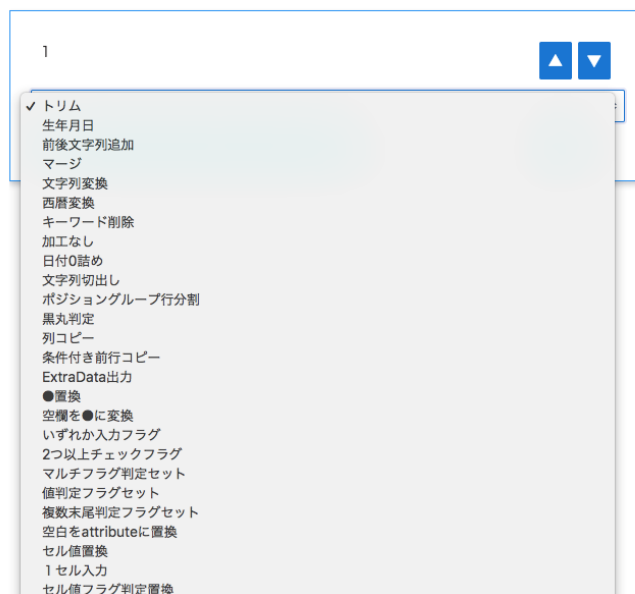 1
▲ ▼
✓ トリム
生年月日
前後文字列追加
マージ
文字列変換
西暦変換
キーワード削除
加工なし
日付0詰め
文字列切出し
ポジショングループ行分割
黒丸判定
列コピー
条件付き前行コピー
ExtraData出力
●置換
空欄を●に変換
いずれか入力フラグ
2つ以上チェックフラグ
マルチフラグ判定セット
値判定フラグセット
複数末尾判定フラグセット
空白をattributeに置換
セル値置換
１セル入力
セル値フラグ判定置換